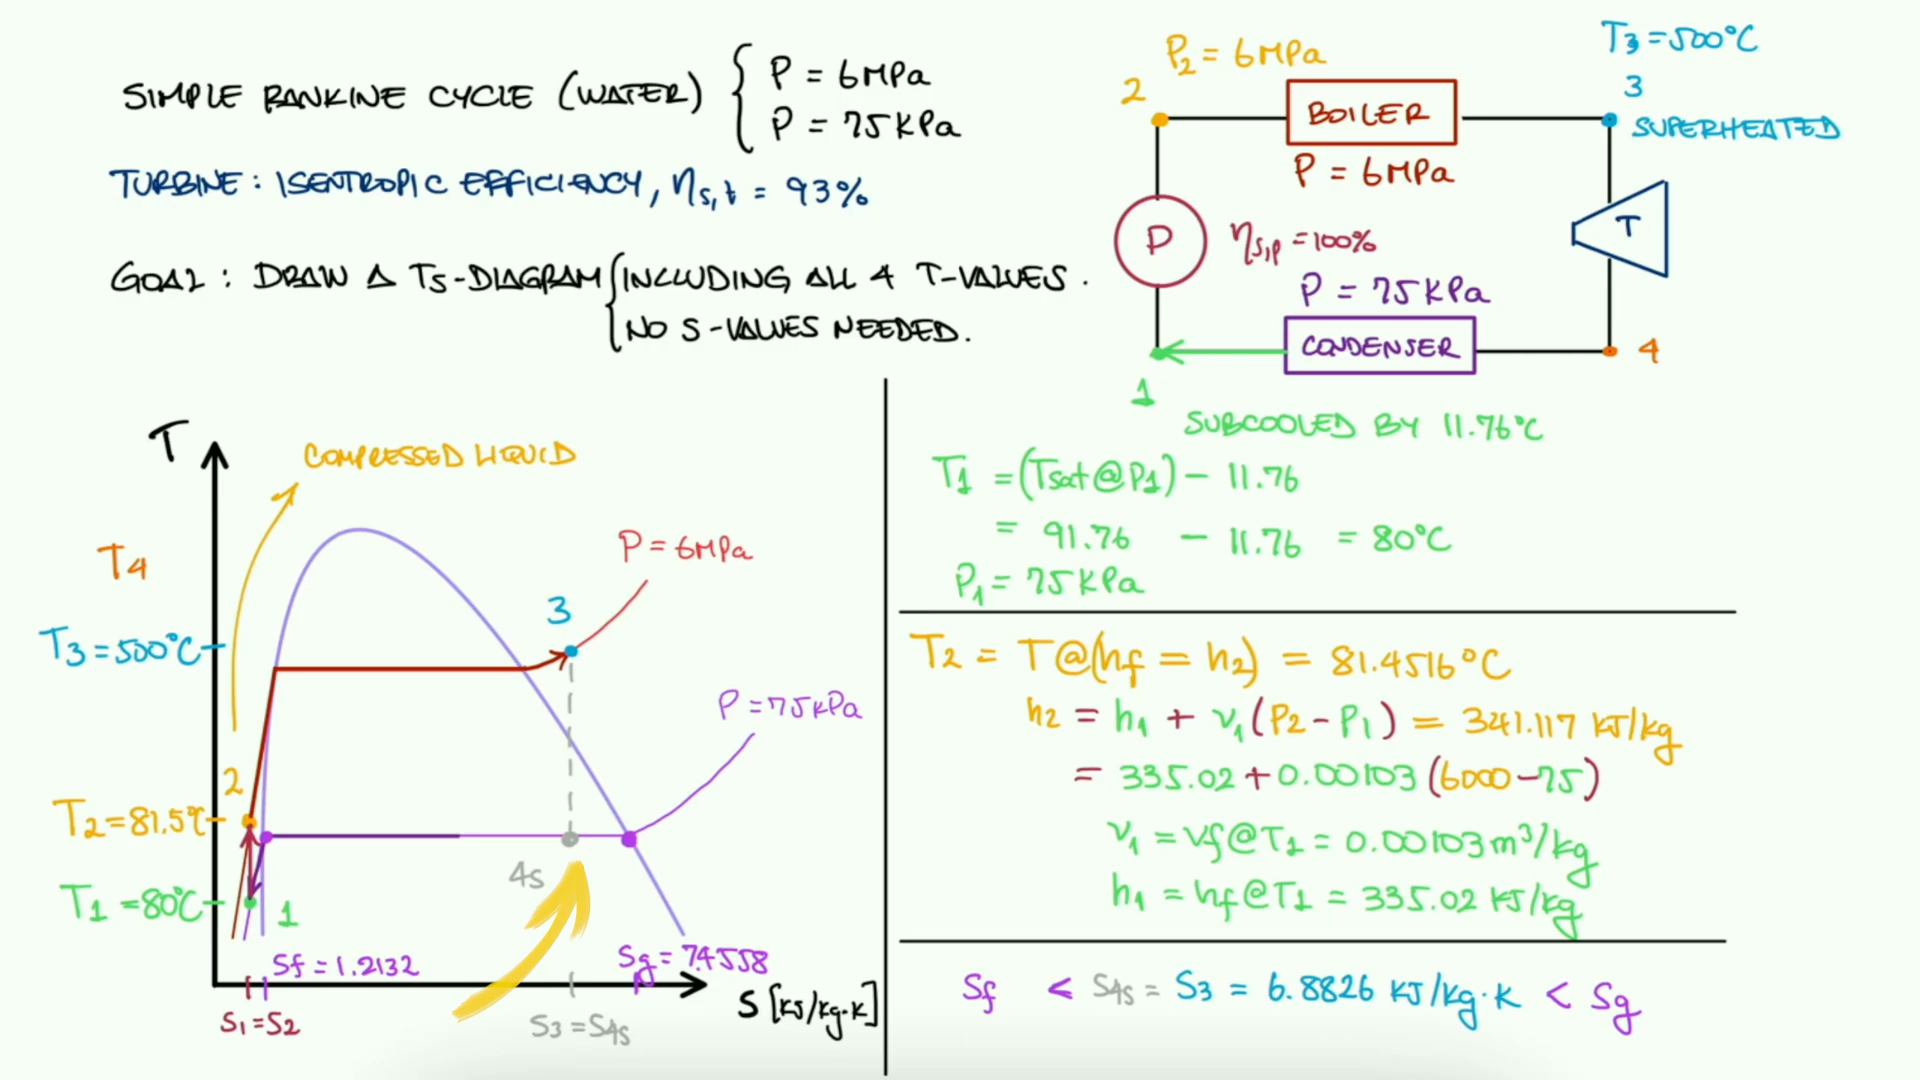 SIMPLE RANKINE CYCLE (WATER) { P = 6MPa
P = 75KPa
TURBINE: ISENTROPIC EFFICIENCY, ηs,t = 93%
GOAL: DRAW A Ts-DIAGRAM { INCLUDING ALL 4 T-VALUES.
NO S-VALUES NEEDED.
P2 = 6MPa
T3 = 500°C
2
3
BOILER
SUPERHEATED
P = 6MPa
P
ηs,p = 100%
T
P = 75KPa
CONDENSER
4
1
SUBCOOLED BY 11.76°C
T
COMPRESSED LIQUID
T4
P = 6MPa
3
T3 = 500°C
P = 75KPa
2
T2 = 81.5°C
4s
T1 = 80°C
1
Sf = 1.2132
Sg = 7.4558
S [KJ/kg·K]
S1 = S2
S3 = S4s
T1 = (Tsat@P1) - 11.76
= 91.76 - 11.76 = 80°C
P1 = 75KPa
T2 = T@(hf = h2) = 81.4516°C
h2 = h1 + v1(P2 - P1) = 341.117 KJ/kg
= 335.02 + 0.00103 (6000 - 75)
v1 = vf@T1 = 0.00103 m³/kg
h1 = hf@T1 = 335.02 KJ/kg
Sf < S4s = S3 = 6.8826 KJ/kg·K < Sg